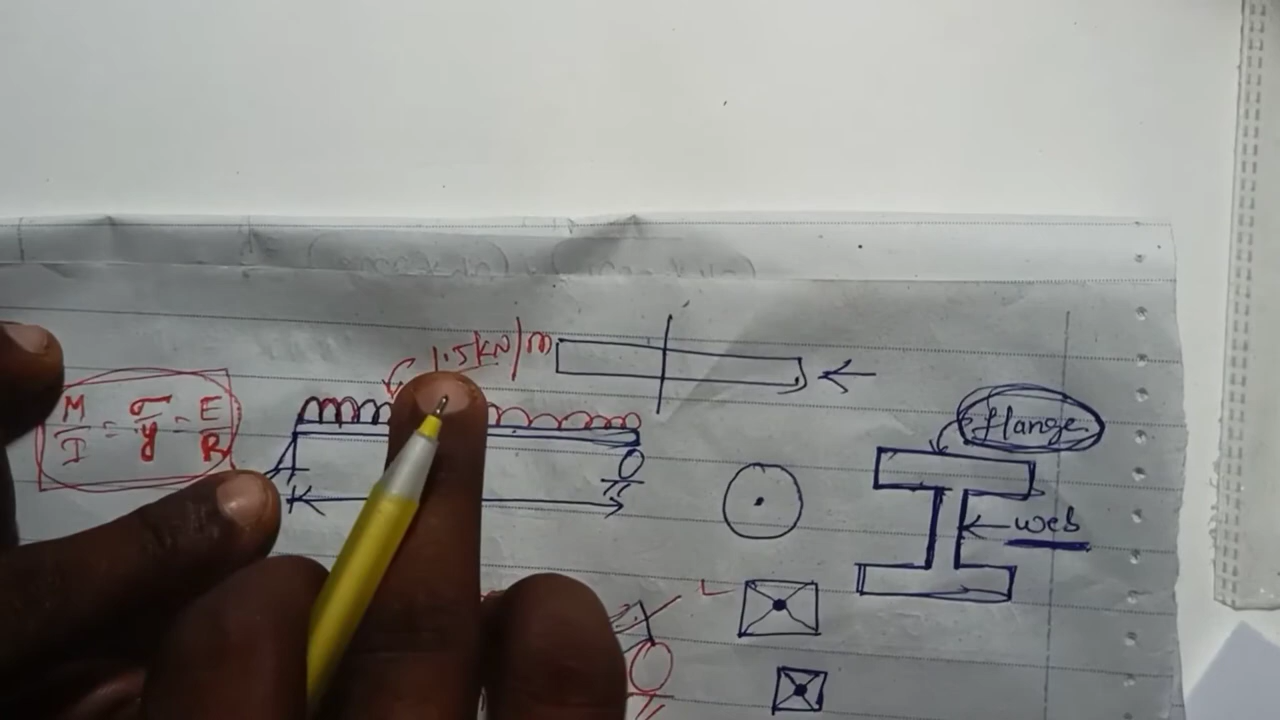 1.5kN/m
M/I = σ/y = E/R
flange
web